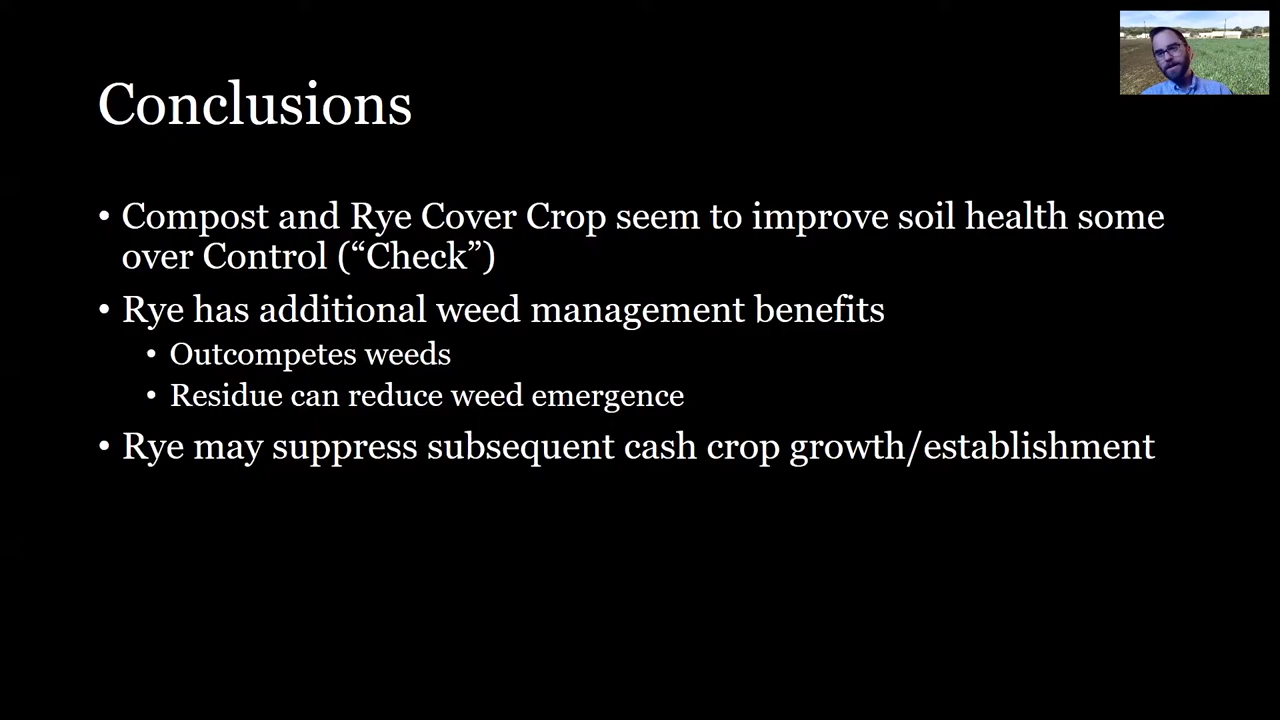 Conclusions
• Compost and Rye Cover Crop seem to improve soil health some
over Control (“Check”)
• Rye has additional weed management benefits
• Outcompetes weeds
• Residue can reduce weed emergence
• Rye may suppress subsequent cash crop growth/establishment